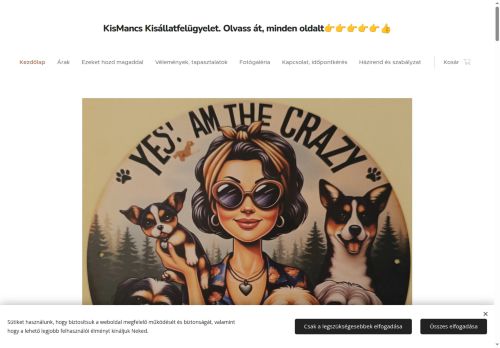 KisMancs Kisállatfelügyelet. Olvass át, minden oldalt👉👉👉👉👉👍
Kezdőlap Árak Ezeket hozd magaddal Vélemények, tapasztalatok Fotógaléria Kapcsolat, időpontkérés Házirend és szabályzat Kosár
YES! AM THE CRAZY
Sütiket használunk, hogy biztosítsuk a weboldal megfelelő működését és biztonságát, valamint
hogy a lehető legjobb felhasználói élményt kínáljuk Neked.
Csak a legszükségesebbek elfogadása
Összes elfogadása